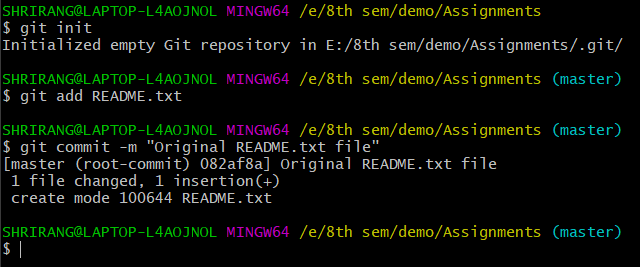 SHRIRANG@LAPTOP-L4AOJNOL MINGW64 /e/8th sem/demo/Assignments
$ git init
Initialized empty Git repository in E:/8th sem/demo/Assignments/.git/
SHRIRANG@LAPTOP-L4AOJNOL MINGW64 /e/8th sem/demo/Assignments (master)
$ git add README.txt
SHRIRANG@LAPTOP-L4AOJNOL MINGW64 /e/8th sem/demo/Assignments (master)
$ git commit -m "Original README.txt file"
[master (root-commit) 082af8a] Original README.txt file
1 file changed, 1 insertion(+)
create mode 100644 README.txt
SHRIRANG@LAPTOP-L4AOJNOL MINGW64 /e/8th sem/demo/Assignments (master)
$